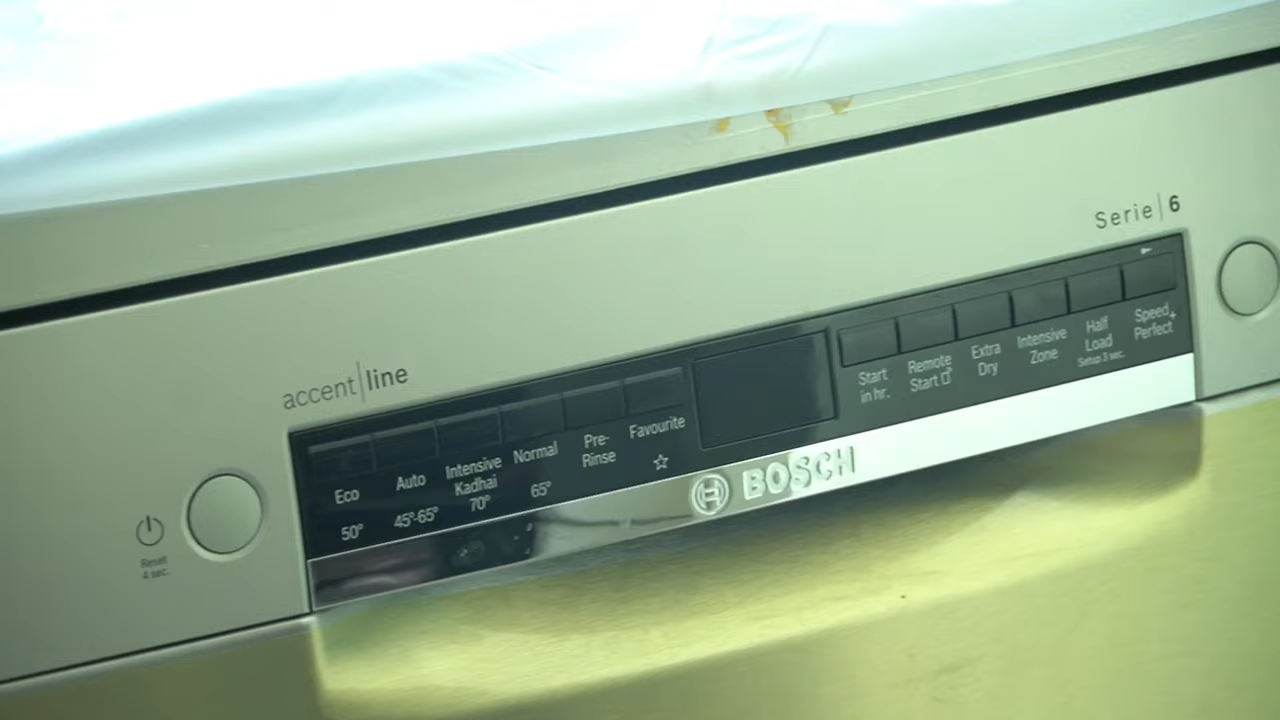 Serie | 6
accent | line
Reset
4 sec.
Eco
50°
Auto
45°-65°
Intensive
Kadhai
70°
Normal
65°
Pre-
Rinse
Favourite
Start
in hr.
Remote
Start
Extra
Dry
Intensive
Zone
Half
Load
Setup 3 sec.
Speed
Perfect+
BOSCH